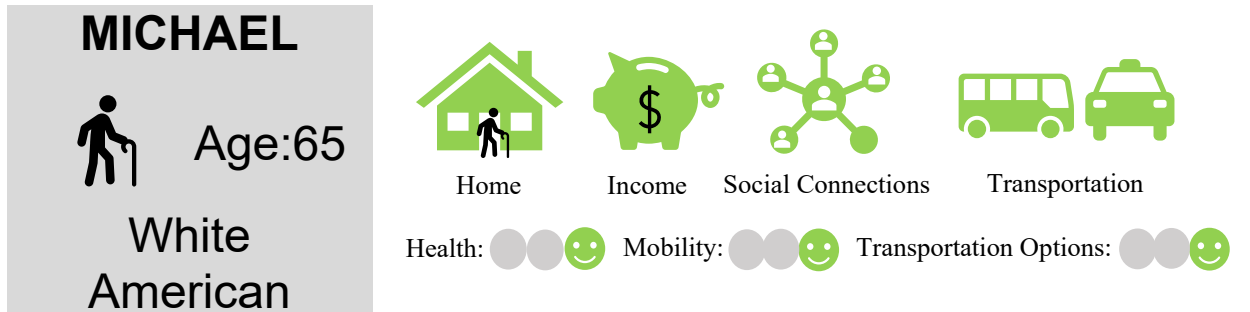 MICHAEL
Age:65
White
American
$
Home
Income
Social Connections
Transportation
Health:
Mobility:
Transportation Options: